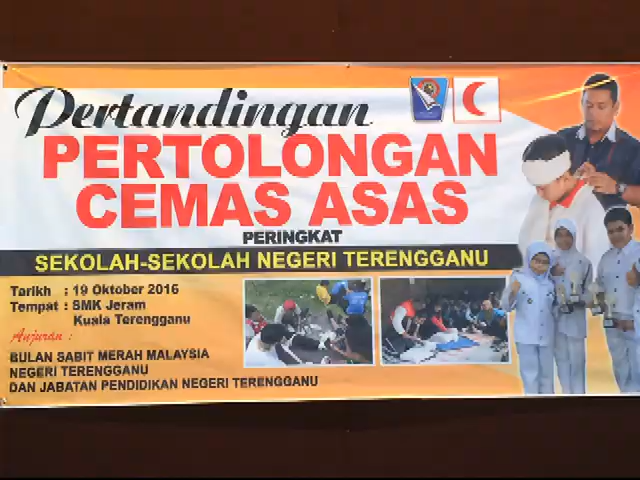 Pertandingan
PERTOLONGAN
CEMAS ASAS
PERINGKAT
SEKOLAH-SEKOLAH NEGERI TERENGGANU
Tarikh : 19 Oktober 2016
Tempat : SMK Jeram
Kuala Terengganu
Anjuran :
BULAN SABIT MERAH MALAYSIA
NEGERI TERENGGANU
DAN JABATAN PENDIDIKAN NEGERI TERENGGANU